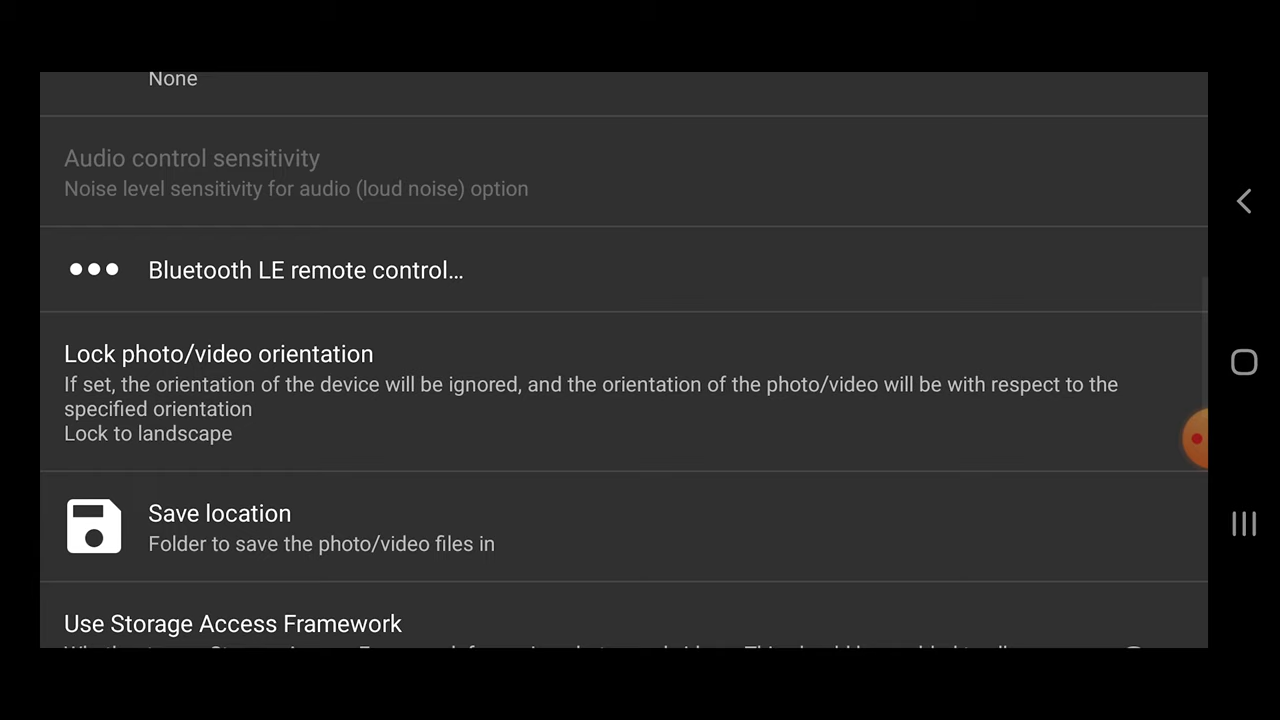 None
Audio control sensitivity
Noise level sensitivity for audio (loud noise) option
Bluetooth LE remote control...
Lock photo/video orientation
If set, the orientation of the device will be ignored, and the orientation of the photo/video will be with respect to the
specified orientation
Lock to landscape
Save location
Folder to save the photo/video files in
Use Storage Access Framework